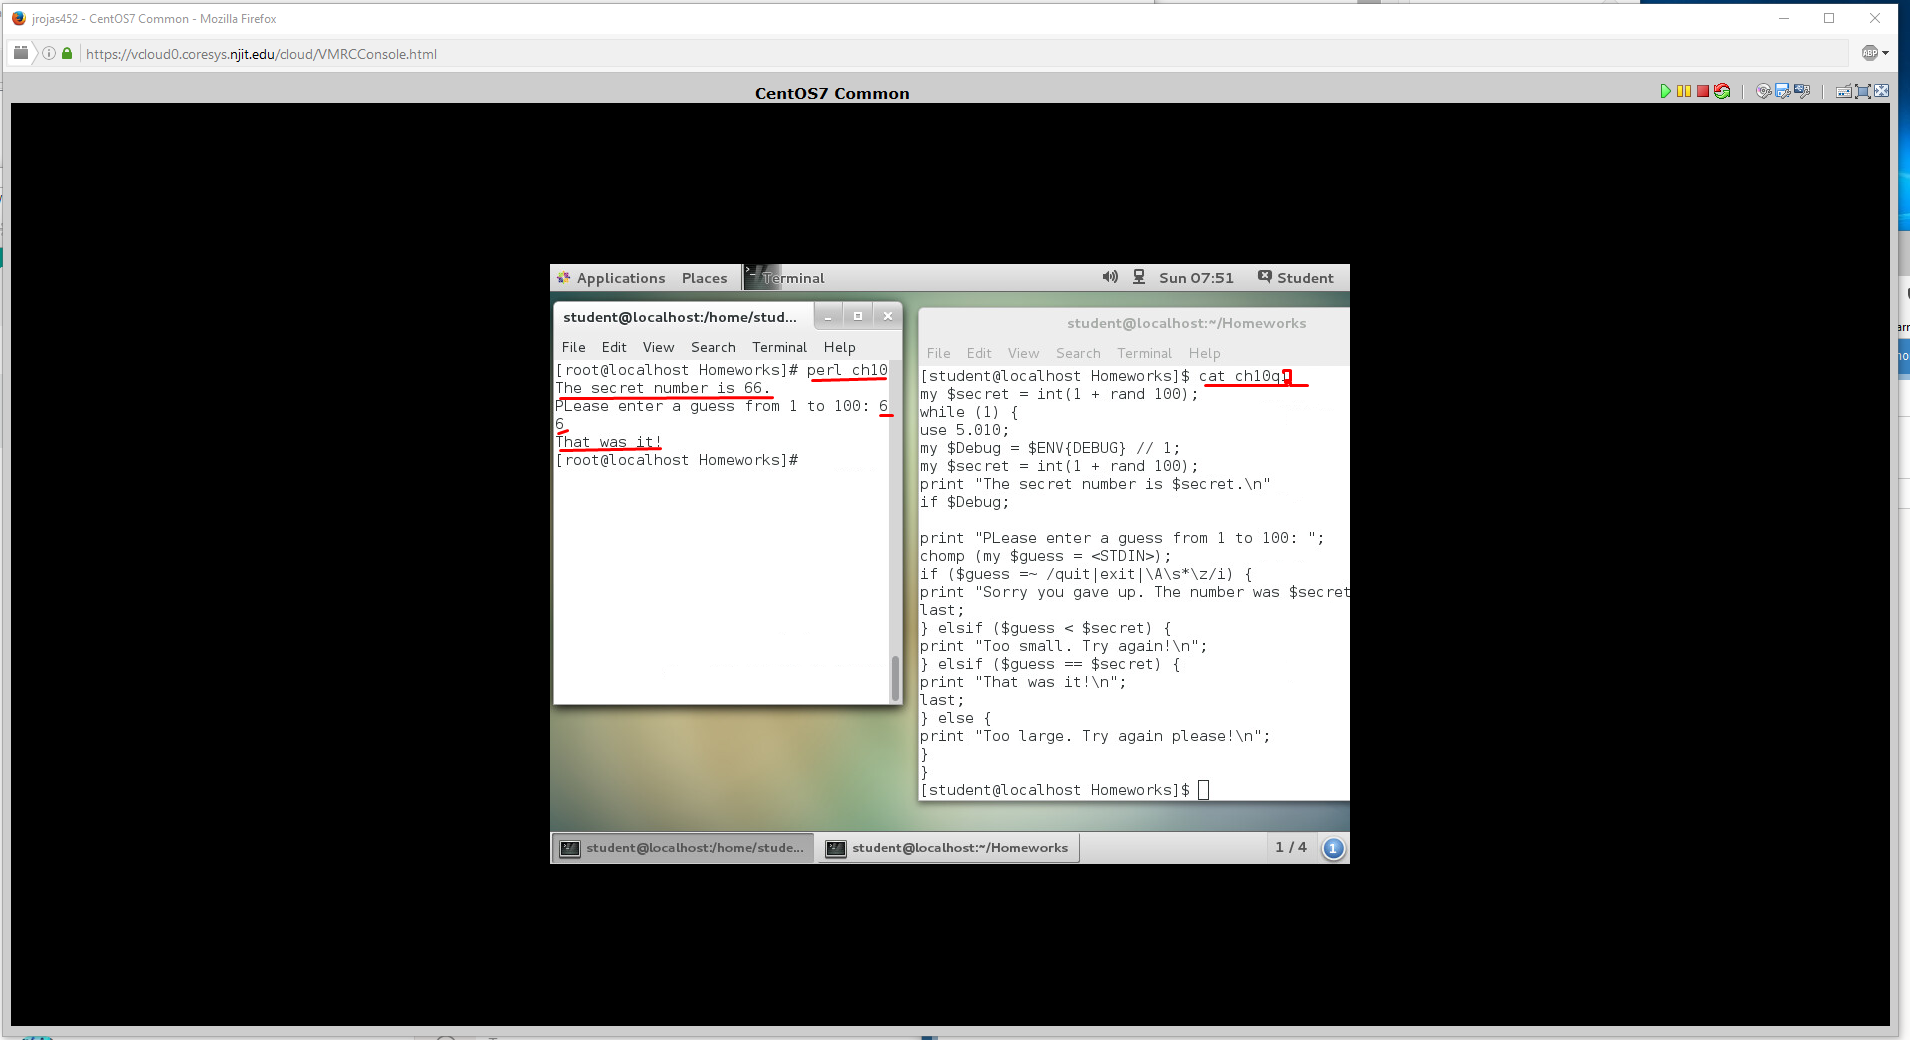 jrojas452 - CentOS7 Common - Mozilla Firefox
https://vcloud0.coresys.njit.edu/cloud/VMRCConsole.html
ABP
CentOS7 Common
Applications Places Terminal Sun 07:51 Student
student@localhost:/home/stud...
File Edit View Search Terminal Help
[root@localhost Homeworks]# perl ch10
The secret number is 66.
PLease enter a guess from 1 to 100: 6
6
That was it!
[root@localhost Homeworks]#
student@localhost:~/Homeworks
File Edit View Search Terminal Help
[student@localhost Homeworks]$ cat
my $secret = int(1 + rand 100);
while (1) {
use 5.010;
my $Debug = $ENV{DEBUG} // 1;
my $secret = int(1 + rand 100);
print "The secret number is $secret.\n"
if $Debug;
print "PLease enter a guess from 1 to 100: ";
chomp (my $guess = <STDIN>);
if ($guess =~ /quit|exit|\A\s*\z/i) {
print "Sorry you gave up. The number was $secret
last;
} elsif ($guess < $secret) {
print "Too small. Try again!\n";
} elsif ($guess == $secret) {
print "That was it!\n";
last;
} else {
print "Too large. Try again please!\n";
}
}
[student@localhost Homeworks]$
student@localhost:/home/stude... student@localhost:~/Homeworks 1 / 4 1